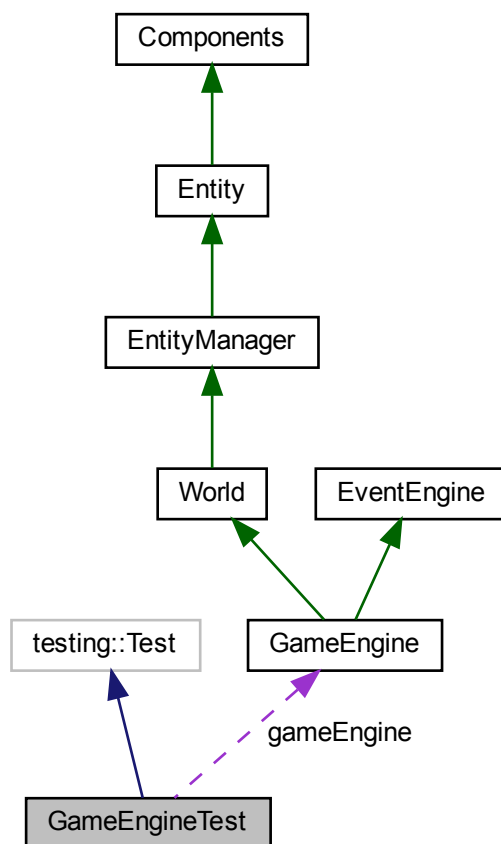 Components
Entity
EntityManager
World
EventEngine
testing::Test
GameEngine
gameEngine
GameEngineTest